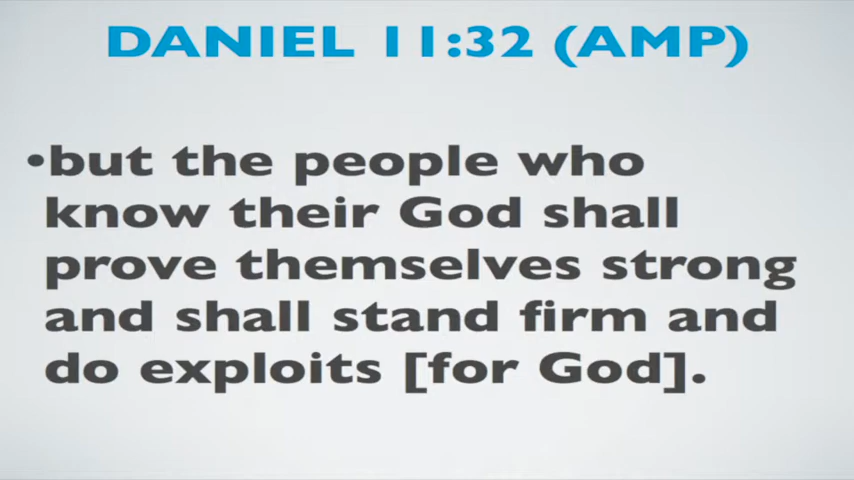 DANIEL 11:32 (AMP)
•but the people who
know their God shall
prove themselves strong
and shall stand firm and
do exploits [for God].